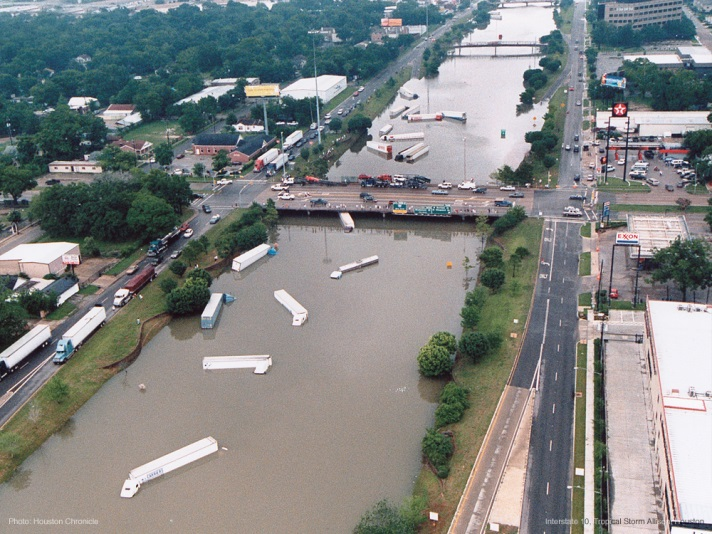 EXXON
Photo: Houston Chronicle
Interstate 10, Tropical Storm Allison, Houston